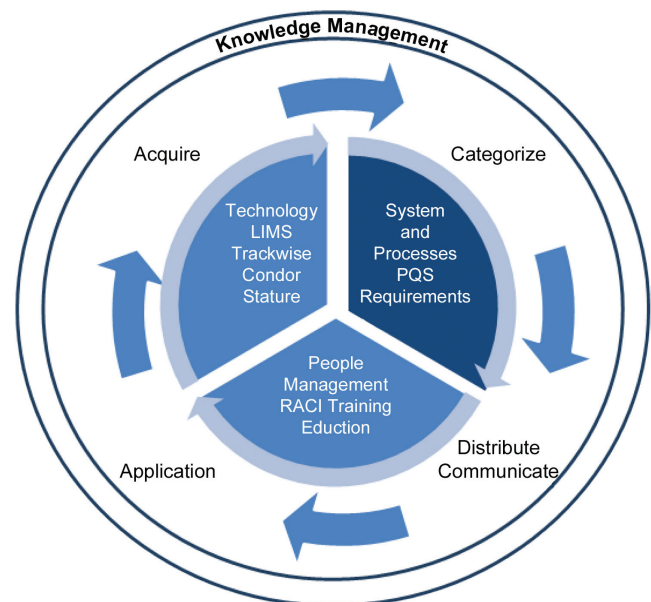 Knowledge Management
Acquire
Categorize
Technology
LIMS
Trackwise
Condor
Stature
System
and
Processes
PQS
Requirements
People
Management
RACI Training
Eduction
Application
Distribute
Communicate